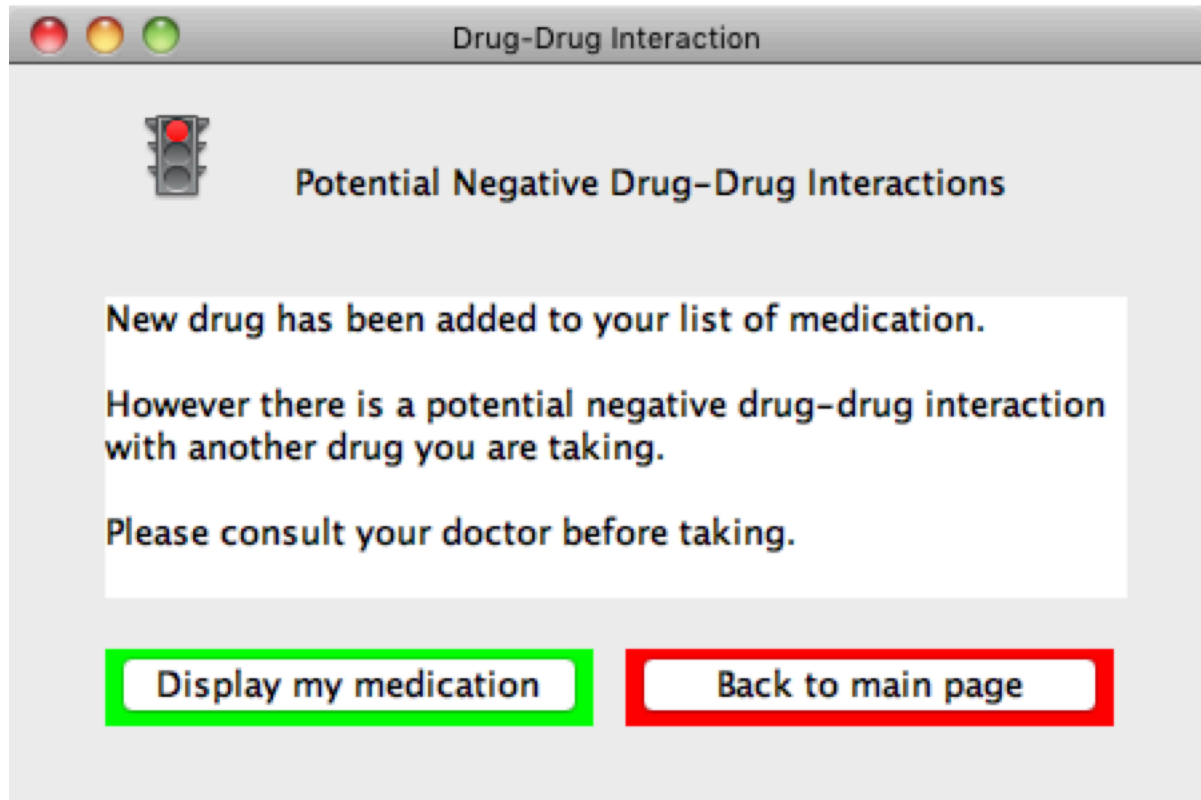 Drug-Drug Interaction
Potential Negative Drug-Drug Interactions
New drug has been added to your list of medication.
However there is a potential negative drug-drug interaction
with another drug you are taking.
Please consult your doctor before taking.
Display my medication
Back to main page